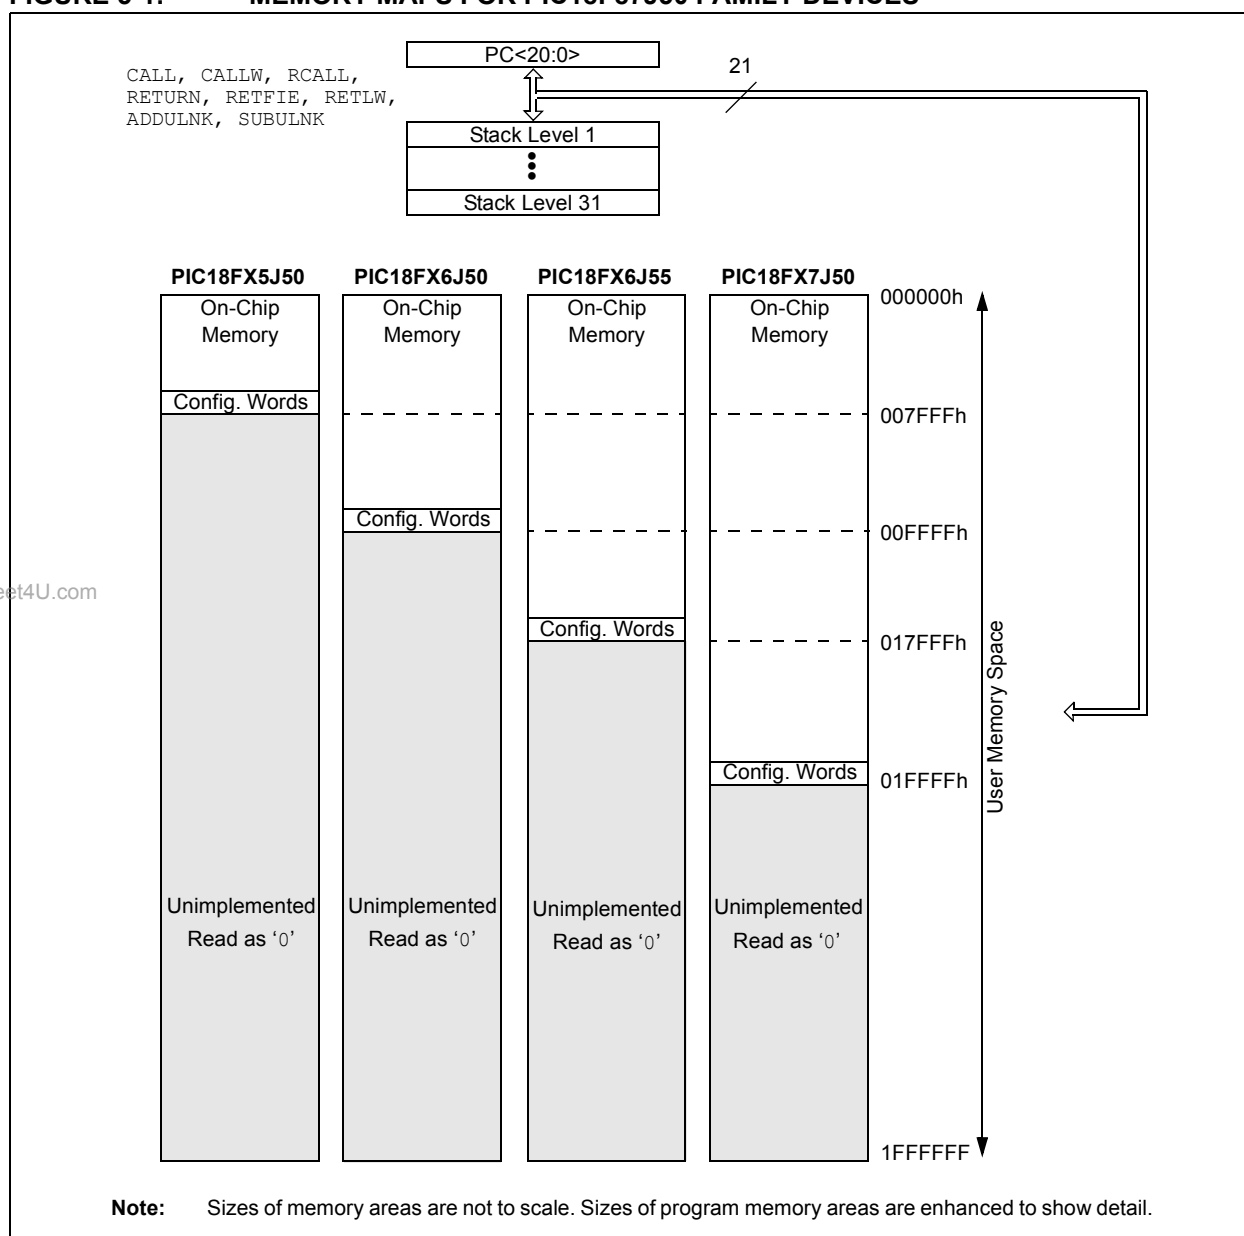 PC<20:0>
21
CALL, CALLW, RCALL,
RETURN, RETFIE, RETLW,
ADDULNK, SUBULNK
Stack Level 1
Stack Level 31
PIC18FX5J50 PIC18FX6J50 PIC18FX6J55 PIC18FX7J50
On-Chip Memory On-Chip Memory On-Chip Memory On-Chip Memory
000000h
Config. Words
007FFFh
Config. Words
00FFFFh
eet4U.com
Config. Words
017FFFh
User Memory Space
Config. Words
01FFFFh
Unimplemented Unimplemented Unimplemented Unimplemented
Read as ‘0’ Read as ‘0’ Read as ‘0’ Read as ‘0’
1FFFFFF
Note: Sizes of memory areas are not to scale. Sizes of program memory areas are enhanced to show detail.